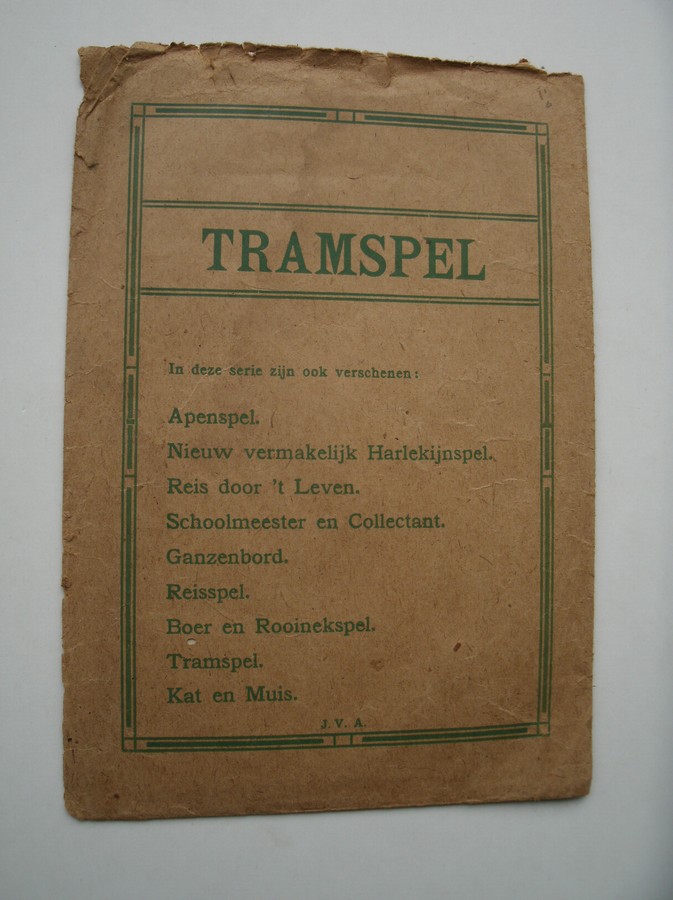 TRAMSPEL
In deze serie zijn ook verschenen:
Apenspel.
Nieuw vermakelijk Harlekijnspel.
Reis door 't Leven.
Schoolmeester en Collectant.
Ganzenbord.
Reisspel.
Boer en Rooinekspel.
Tramspel.
Kat en Muis.
J. V. A.